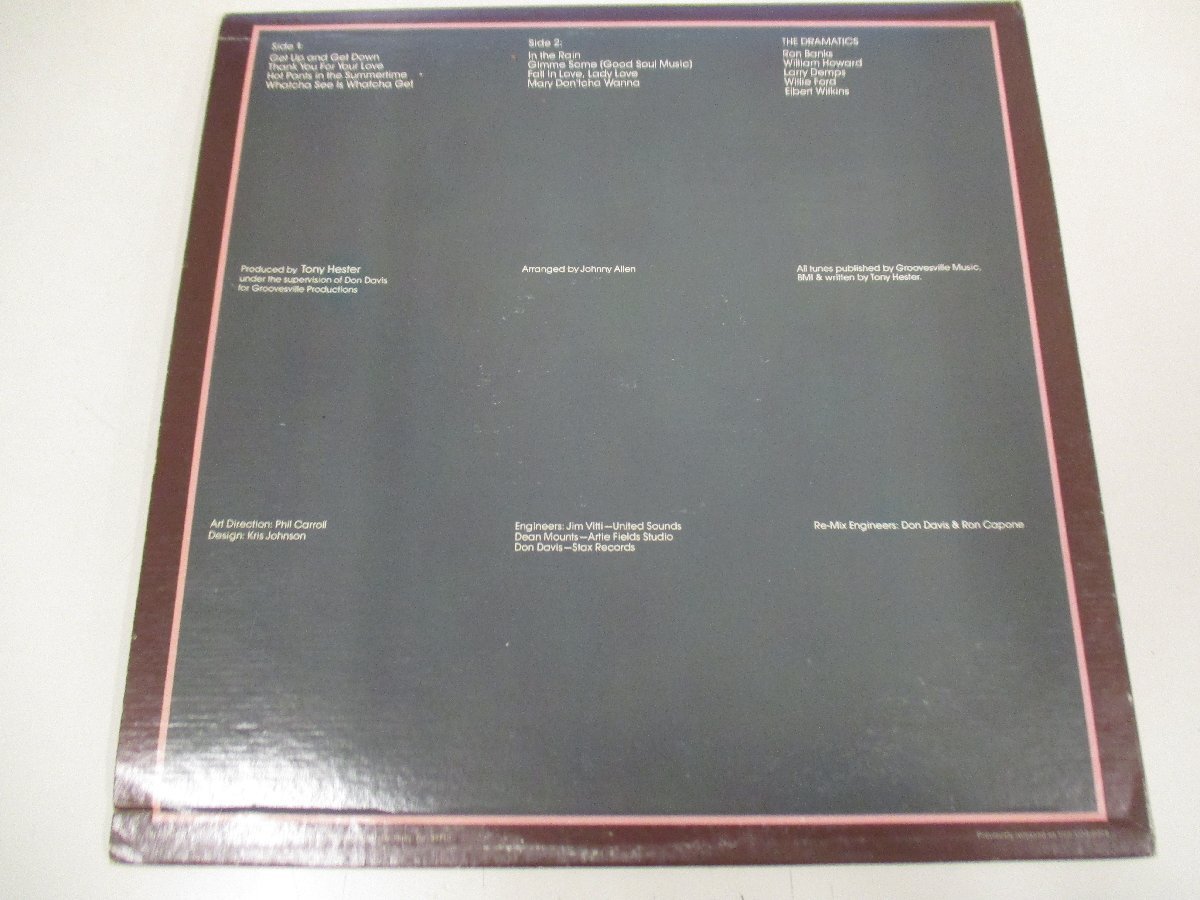 Side 1:
Get Up and Get Down
Thank You For Your Love
Hot Pants in the Summertime
Whatcha See is Whatcha Get
Side 2:
In the Rain
Gimme Some (Good Soul Music)
Fall In Love, Lady Love
Mary Don'tcha Wanna
THE DRAMATICS
Ron Banks
William Howard
Larry Demps
Willie Ford
Elbert Wilkins
Produced by Tony Hester
under the supervision of Don Davis
for Groovesville Productions
Arranged by Johnny Allen
All tunes published by Groovesville Music,
BMI & written by Tony Hester.
Art Direction: Phil Carroll
Design: Kris Johnson
Engineers: Jim Vitti—United Sounds
Dean Mounts—Artie Fields Studio
Don Davis—Stax Records
Re-Mix Engineers: Don Davis & Ron Capone
Previously released as